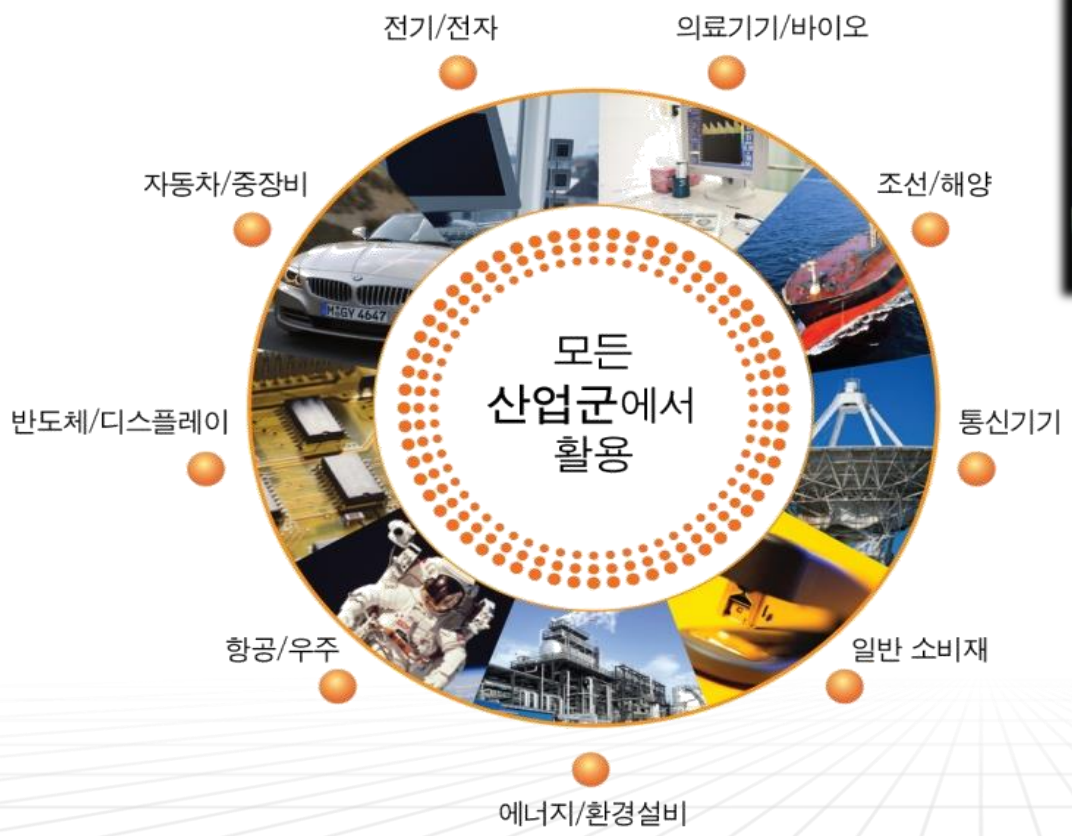 전기/전자
의료기기/바이오
자동차/중장비
조선/해양
M GY 4647
모든
산업군에서
활용
반도체/디스플레이
통신기기
항공/우주
일반 소비재
에너지/환경설비